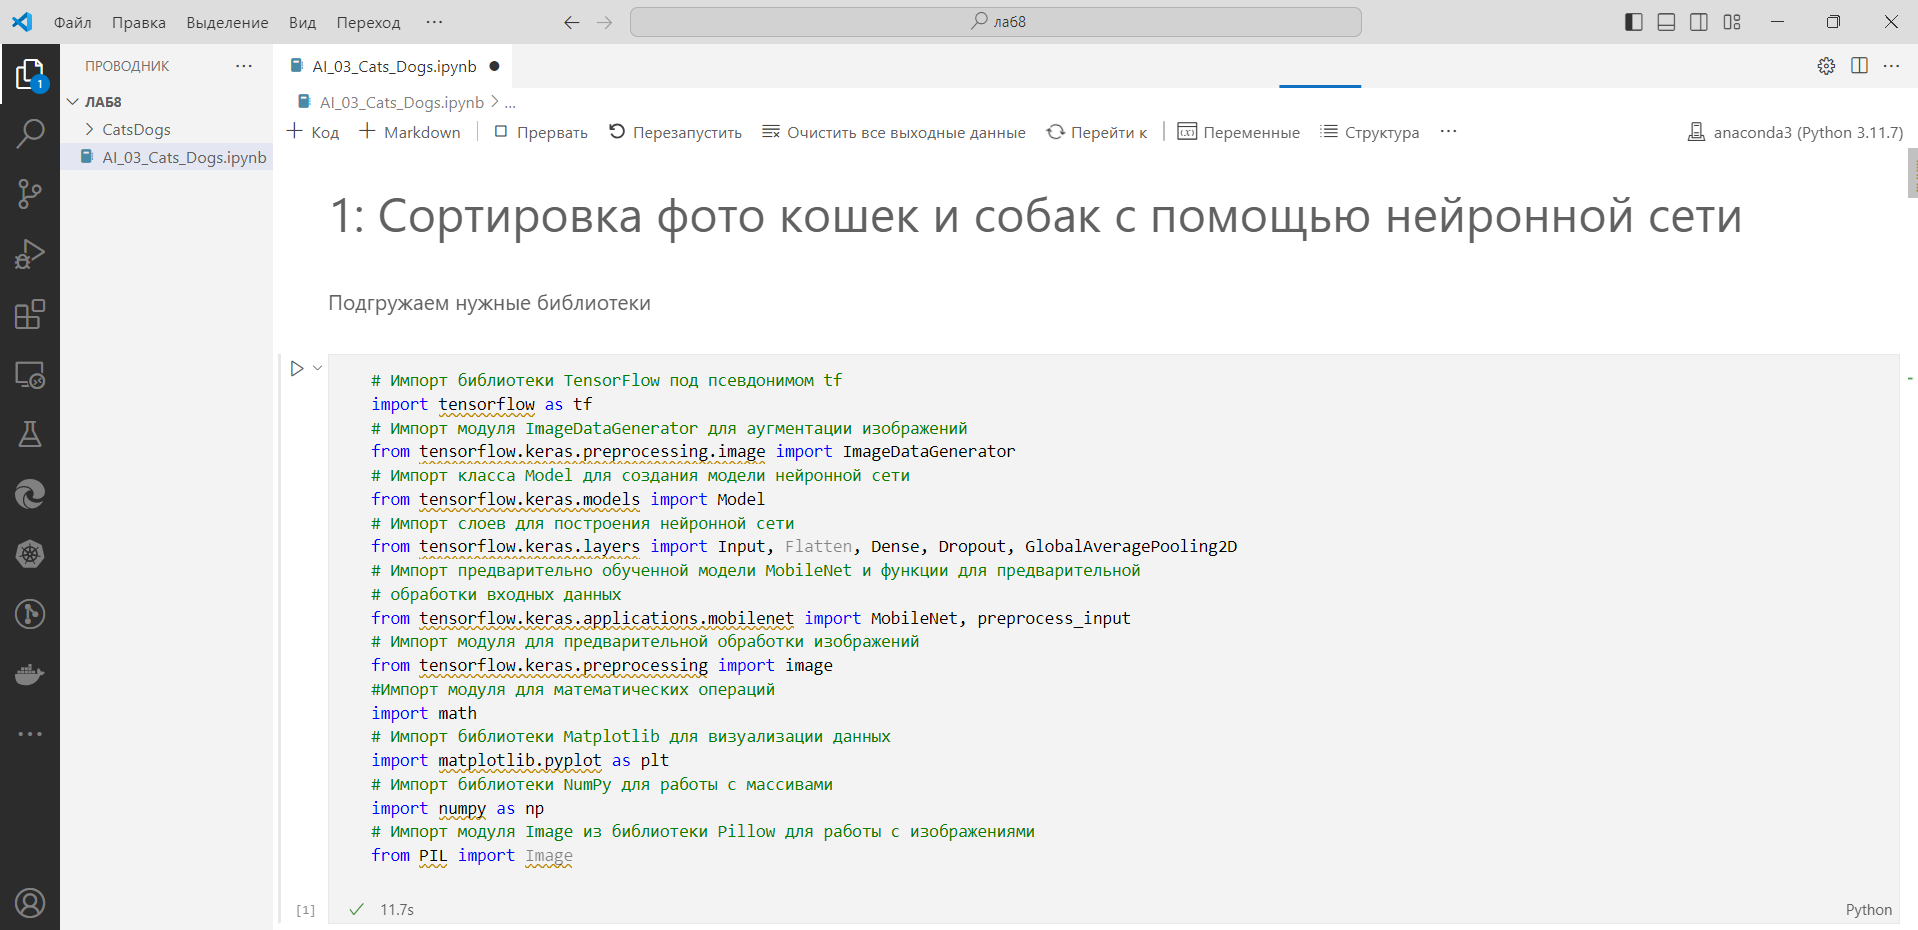 Файл Правка Выделение Вид Переход ···
лаб8
ПРОВОДНИК ···
AI_03_Cats_Dogs.ipynb
1
ЛАБ8
CatsDogs
AI_03_Cats_Dogs.ipynb
AI_03_Cats_Dogs.ipynb > ...
+ Код + Markdown Прервать Перезапустить Очистить все выходные данные Перейти к Переменные Структура ··· anaconda3 (Python 3.11.7)
1: Сортировка фото кошек и собак с помощью нейронной сети
Подгружаем нужные библиотеки
# Импорт библиотеки TensorFlow под псевдонимом tf
import tensorflow as tf
# Импорт модуля ImageDataGenerator для аугментации изображений
from tensorflow.keras.preprocessing.image import ImageDataGenerator
# Импорт класса Model для создания модели нейронной сети
from tensorflow.keras.models import Model
# Импорт слоев для построения нейронной сети
from tensorflow.keras.layers import Input, Flatten, Dense, Dropout, GlobalAveragePooling2D
# Импорт предварительно обученной модели MobileNet и функции для предварительной
# обработки входных данных
from tensorflow.keras.applications.mobilenet import MobileNet, preprocess_input
# Импорт модуля для предварительной обработки изображений
from tensorflow.keras.preprocessing import image
#Импорт модуля для математических операций
import math
# Импорт библиотеки Matplotlib для визуализации данных
import matplotlib.pyplot as plt
# Импорт библиотеки NumPy для работы с массивами
import numpy as np
# Импорт модуля Image из библиотеки Pillow для работы с изображениями
from PIL import Image
[1] 11.7s Python